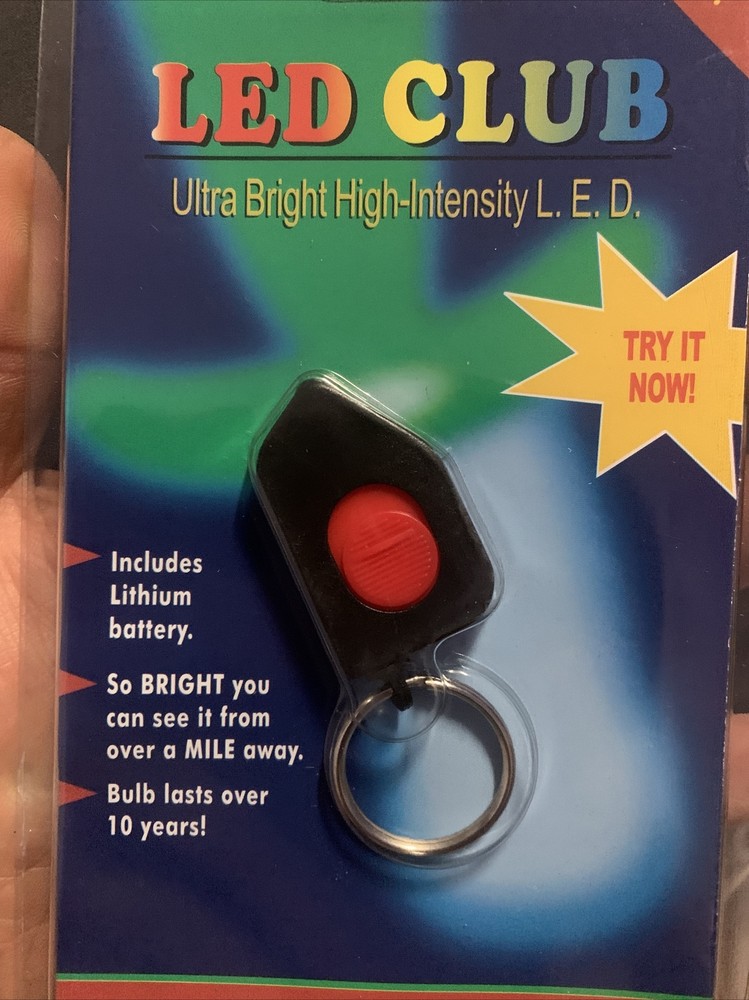 LED CLUB
Ultra Bright High-Intensity L. E. D.
TRY IT
NOW!
Includes
Lithium
battery.
So BRIGHT you
can see it from
over a MILE away.
Bulb lasts over
10 years!